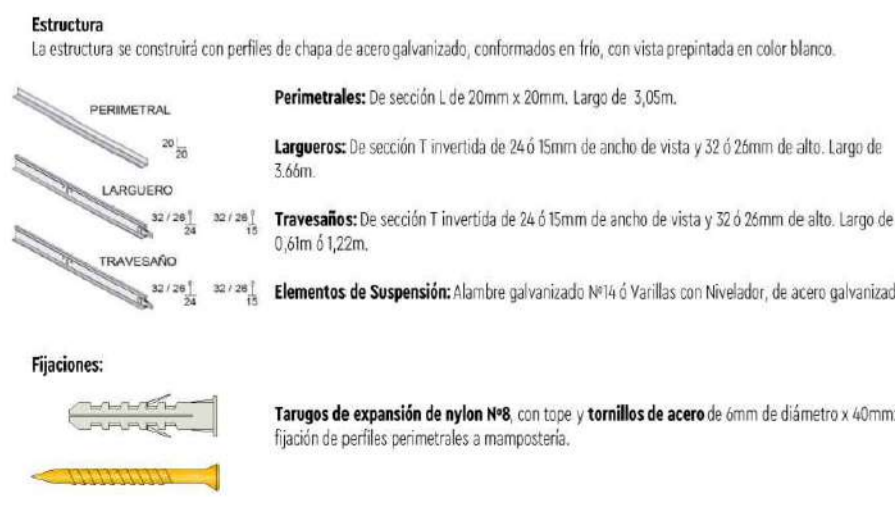 Estructura
La estructura se construirá con perfiles de chapa de acero galvanizado, conformados en frío, con vista prepintada en color blanco.
PERIMETRAL
20
20
Perimetrales: De sección L de 20mm x 20mm. Largo de 3,05m.
LARGUERO
32 / 26
24
32 / 26
15
Largueros: De sección T invertida de 24 ó 15mm de ancho de vista y 32 ó 26mm de alto. Largo de
3.66m.
TRAVESAÑO
32 / 26
24
32 / 26
15
Travesaños: De sección T invertida de 24 ó 15mm de ancho de vista y 32 ó 26mm de alto. Largo de
0,61m ó 1,22m.
Elementos de Suspensión: Alambre galvanizado Nº14 ó Varillas con Nivelador, de acero galvanizad
Fijaciones:
Tarugos de expansión de nylon Nº8, con tope y tornillos de acero de 6mm de diámetro x 40mm:
fijación de perfiles perimetrales a mampostería.